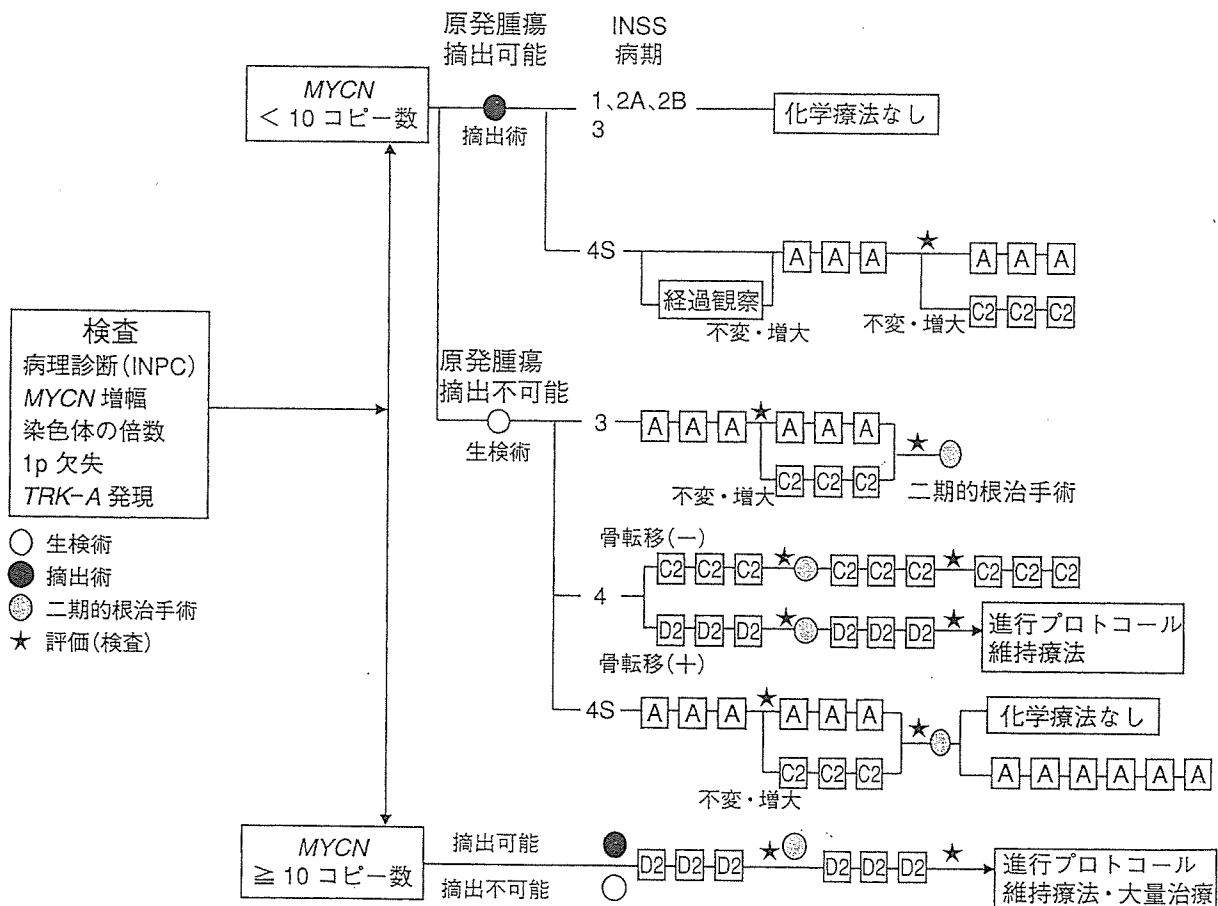 原発腫瘍
摘出可能
INSS
病期
MYCN
< 10 コピー数
摘出術
1、2A、2B
3
化学療法なし
4S
経過観察
不変・増大
A A A
★
A A A
不変・増大
C2 C2 C2
検査
病理診断(INPC)
MYCN 増幅
染色体の倍数
1p 欠失
TRK-A 発現
生検術
摘出術
二期的根治手術
★ 評価(検査)
原発腫瘍
摘出不可能
生検術
3
A A A
★
A A A
不変・増大
C2 C2 C2
★
二期的根治手術
4
骨転移(−)
C2 C2 C2
★
C2 C2 C2
★
C2 C2 C2
D2 D2 D2
★
D2 D2 D2
★
進行プロトコール
維持療法
骨転移(+)
4S
A A A
★
A A A
不変・増大
C2 C2 C2
★
化学療法なし
A A A A A A
MYCN
≧ 10 コピー数
摘出可能
摘出不可能
D2 D2 D2
★
D2 D2 D2
★
進行プロトコール
維持療法・大量治療